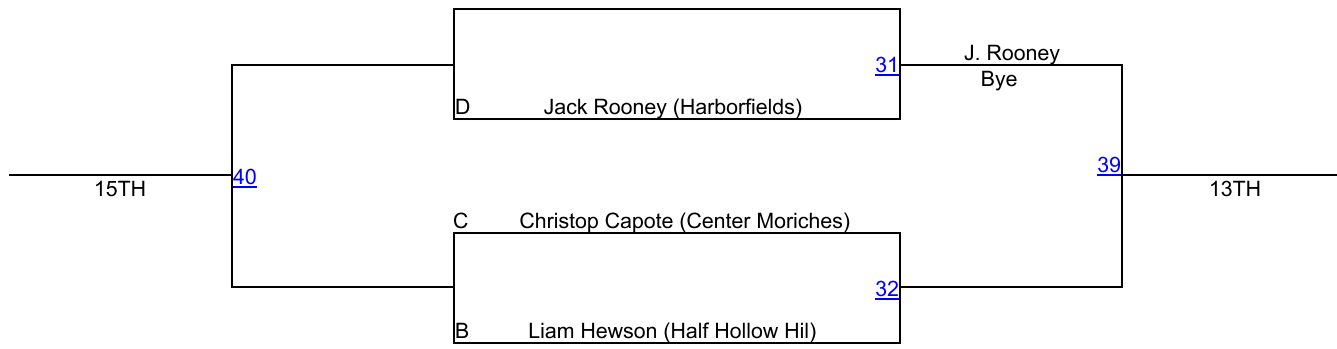 J. Rooney
31
Bye
D Jack Rooney (Harborfields)
39
40
15TH
13TH
C Christop Capote (Center Moriches)
32
B Liam Hewson (Half Hollow Hil)